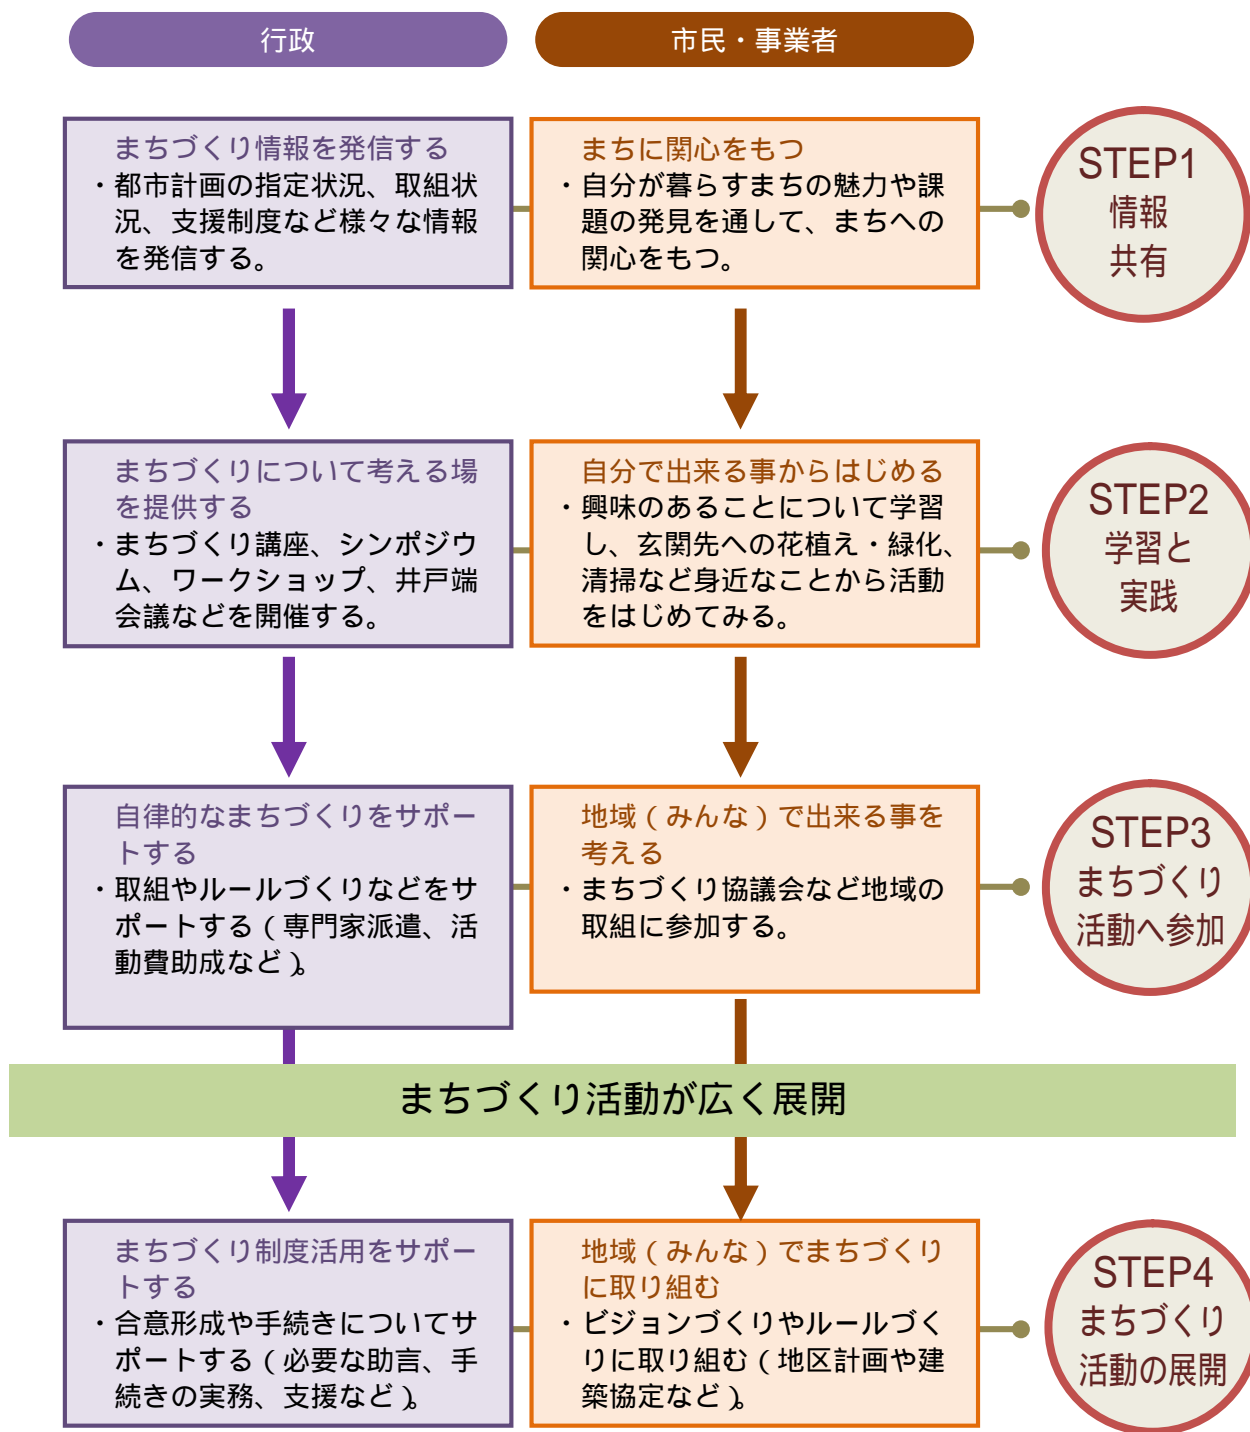 行政
市民・事業者
まちづくり情報を発信する
・都市計画の指定状況、取組状
況、支援制度など様々な情報
を発信する。
まちに関心をもつ
・自分が暮らすまちの魅力や課
題の発見を通して、まちへの
関心をもつ。
STEP1
情報
共有
まちづくりについて考える場
を提供する
・まちづくり講座、シンポジウ
ム、ワークショップ、井戸端
会議などを開催する。
自分で出来る事からはじめる
・興味のあることについて学習
し、玄関先への花植え・緑化、
清掃など身近なことから活動
をはじめてみる。
STEP2
学習と
実践
自律的なまちづくりをサポー
トする
・取組やルールづくりなどをサ
ポートする(専門家派遣、活
動費助成など)。
地域(みんな)で出来る事を
考える
・まちづくり協議会など地域の
取組に参加する。
STEP3
まちづくり
活動へ参加
まちづくり活動が広く展開
まちづくり制度活用をサポー
トする
・合意形成や手続きについてサ
ポートする(必要な助言、手
続きの実務、支援など)。
地域(みんな)でまちづくり
に取り組む
・ビジョンづくりやルールづく
りに取り組む(地区計画や建
築協定など)。
STEP4
まちづくり
活動の展開